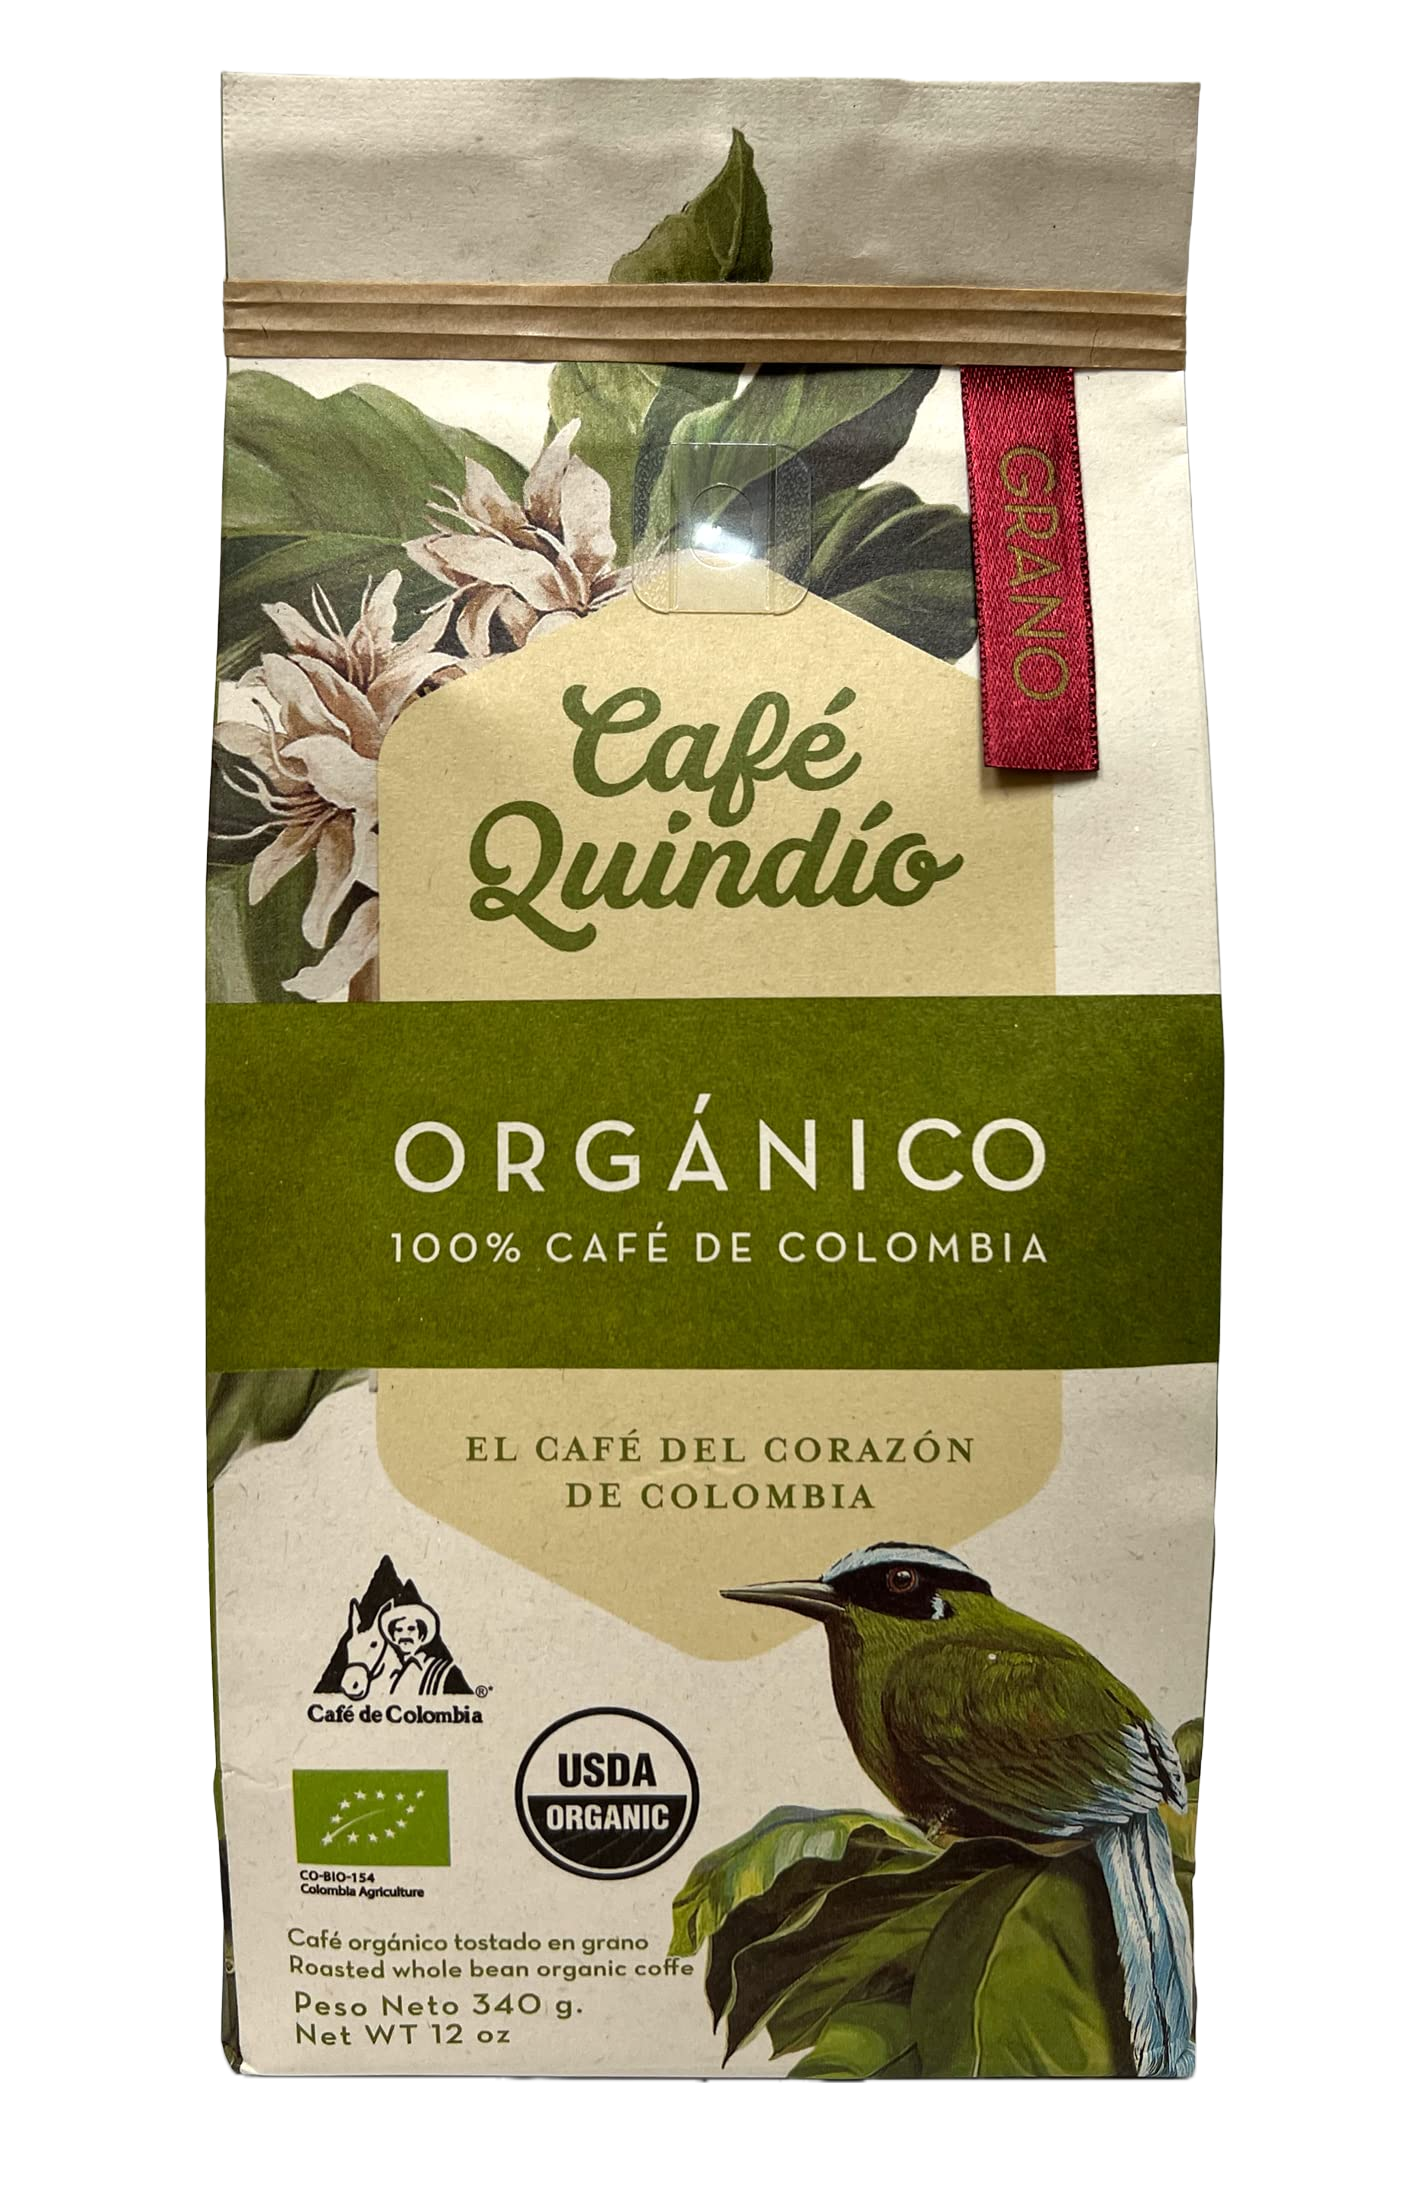 GRANO
Café
Quindío
ORGÁNICO
100% CAFÉ DE COLOMBIA
EL CAFÉ DEL CORAZÓN
DE COLOMBIA
®*
Café de Colombia
USDA
ORGANIC
CO-BIO-154
Colombia Agriculture
Café orgánico tostado en grano
Roasted whole bean organic coffe
Peso Neto 340 g.
Net WT 12 oz